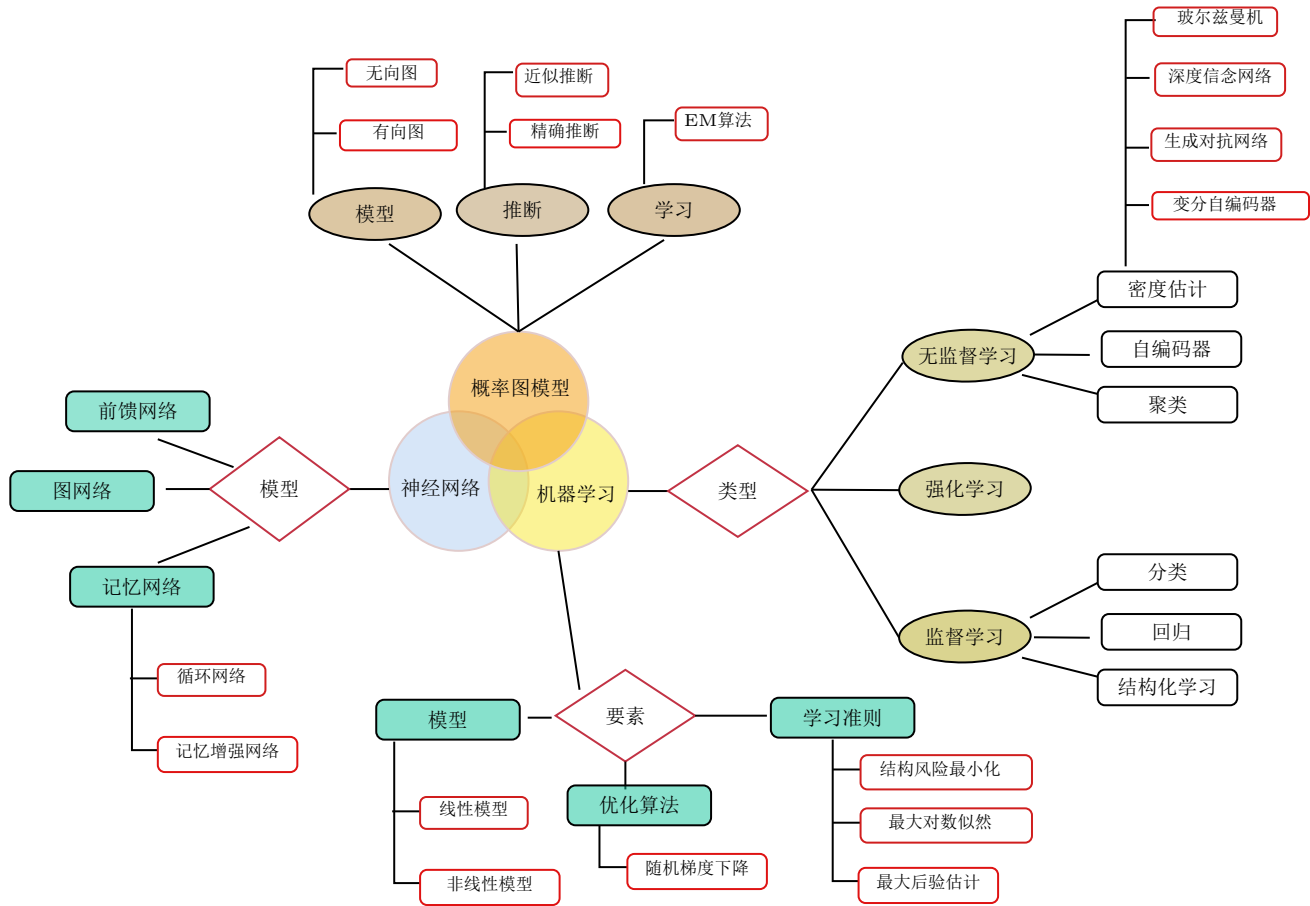 玻尔兹曼机
深度信念网络
生成对抗网络
变分自编码器
无向图
有向图
近似推断
精确推断
EM算法
模型
推断
学习
密度估计
自编码器
聚类
无监督学习
概率图模型
神经网络
机器学习
前馈网络
图网络
记忆网络
模型
类型
强化学习
监督学习
分类
回归
结构化学习
循环网络
记忆增强网络
要素
模型
线性模型
非线性模型
优化算法
随机梯度下降
学习准则
结构风险最小化
最大对数似然
最大后验估计